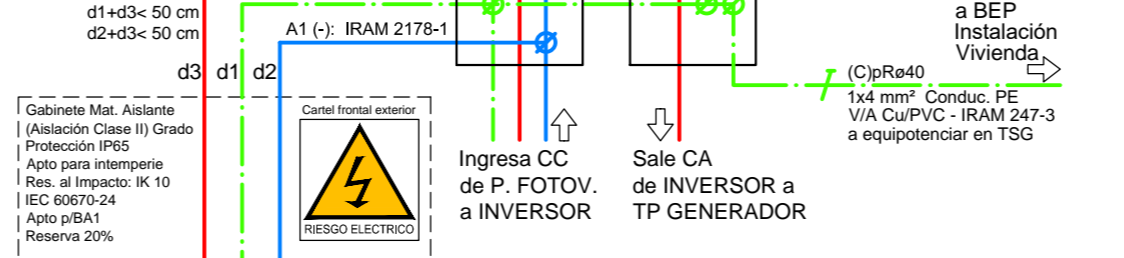 d1+d3< 50 cm
d2+d3< 50 cm
A1 (-): IRAM 2178-1
d3
d1
d2
a BEP
Instalación
Vivienda
(C)pRø40
1x4 mm² Conduc. PE
V/A Cu/PVC - IRAM 247-3
a equipotenciar en TSG
Gabinete Mat. Aislante
(Aislación Clase II) Grado
Protección IP65
Apto para intemperie
Res. al Impacto: IK 10
IEC 60670-24
Apto p/BA1
Reserva 20%
Cartel frontal exterior
RIESGO ELECTRICO
Ingresa CC
de P. FOTOV.
a INVERSOR
Sale CA
de INVERSOR a
TP GENERADOR